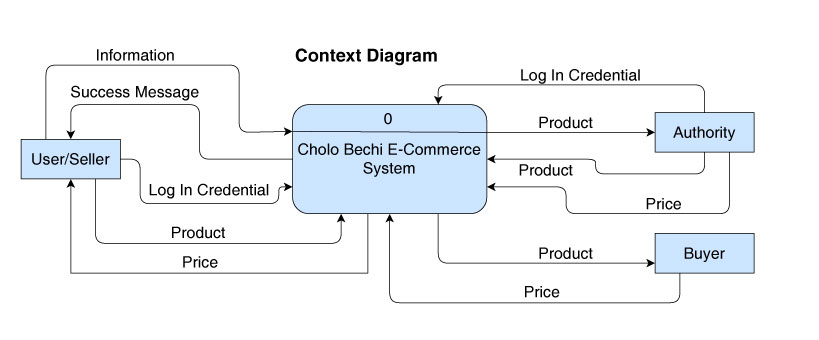 Context Diagram
Information
Success Message
User/Seller
Log In Credential
Product
Price
0
Cholo Bechi E-Commerce
System
Log In Credential
Product
Authority
Product
Price
Product
Buyer
Price